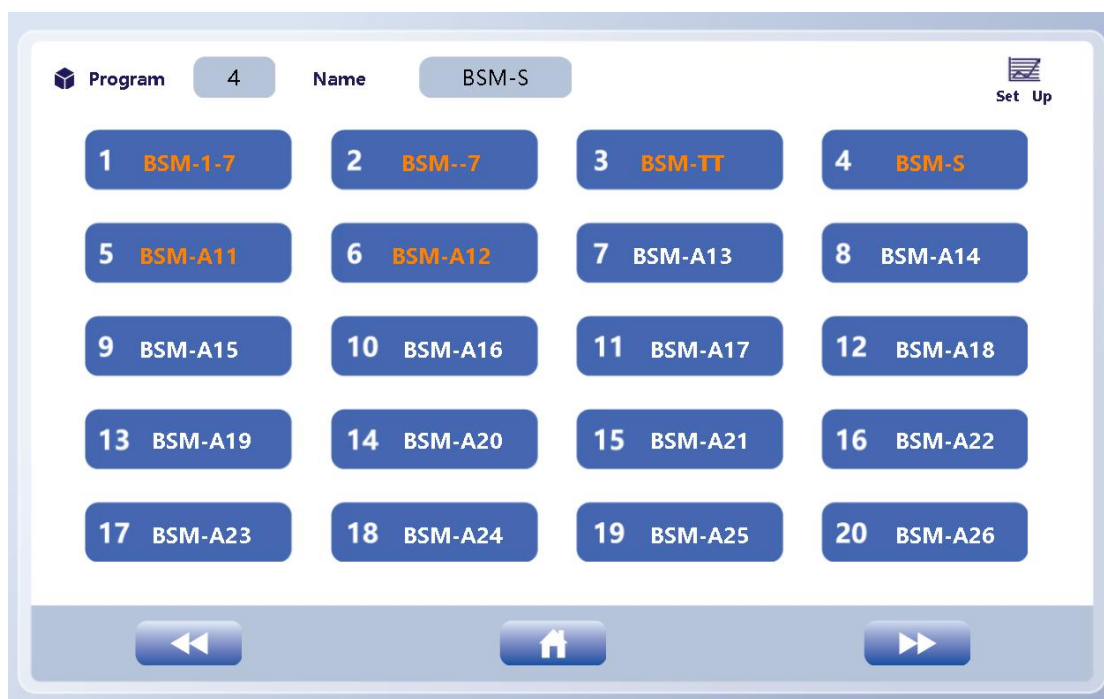 Program 4 Name BSM-S
Set Up
1 BSM-1-7 2 BSM--7 3 BSM-TT 4 BSM-S
5 BSM-A11 6 BSM-A12 7 BSM-A13 8 BSM-A14
9 BSM-A15 10 BSM-A16 11 BSM-A17 12 BSM-A18
13 BSM-A19 14 BSM-A20 15 BSM-A21 16 BSM-A22
17 BSM-A23 18 BSM-A24 19 BSM-A25 20 BSM-A26